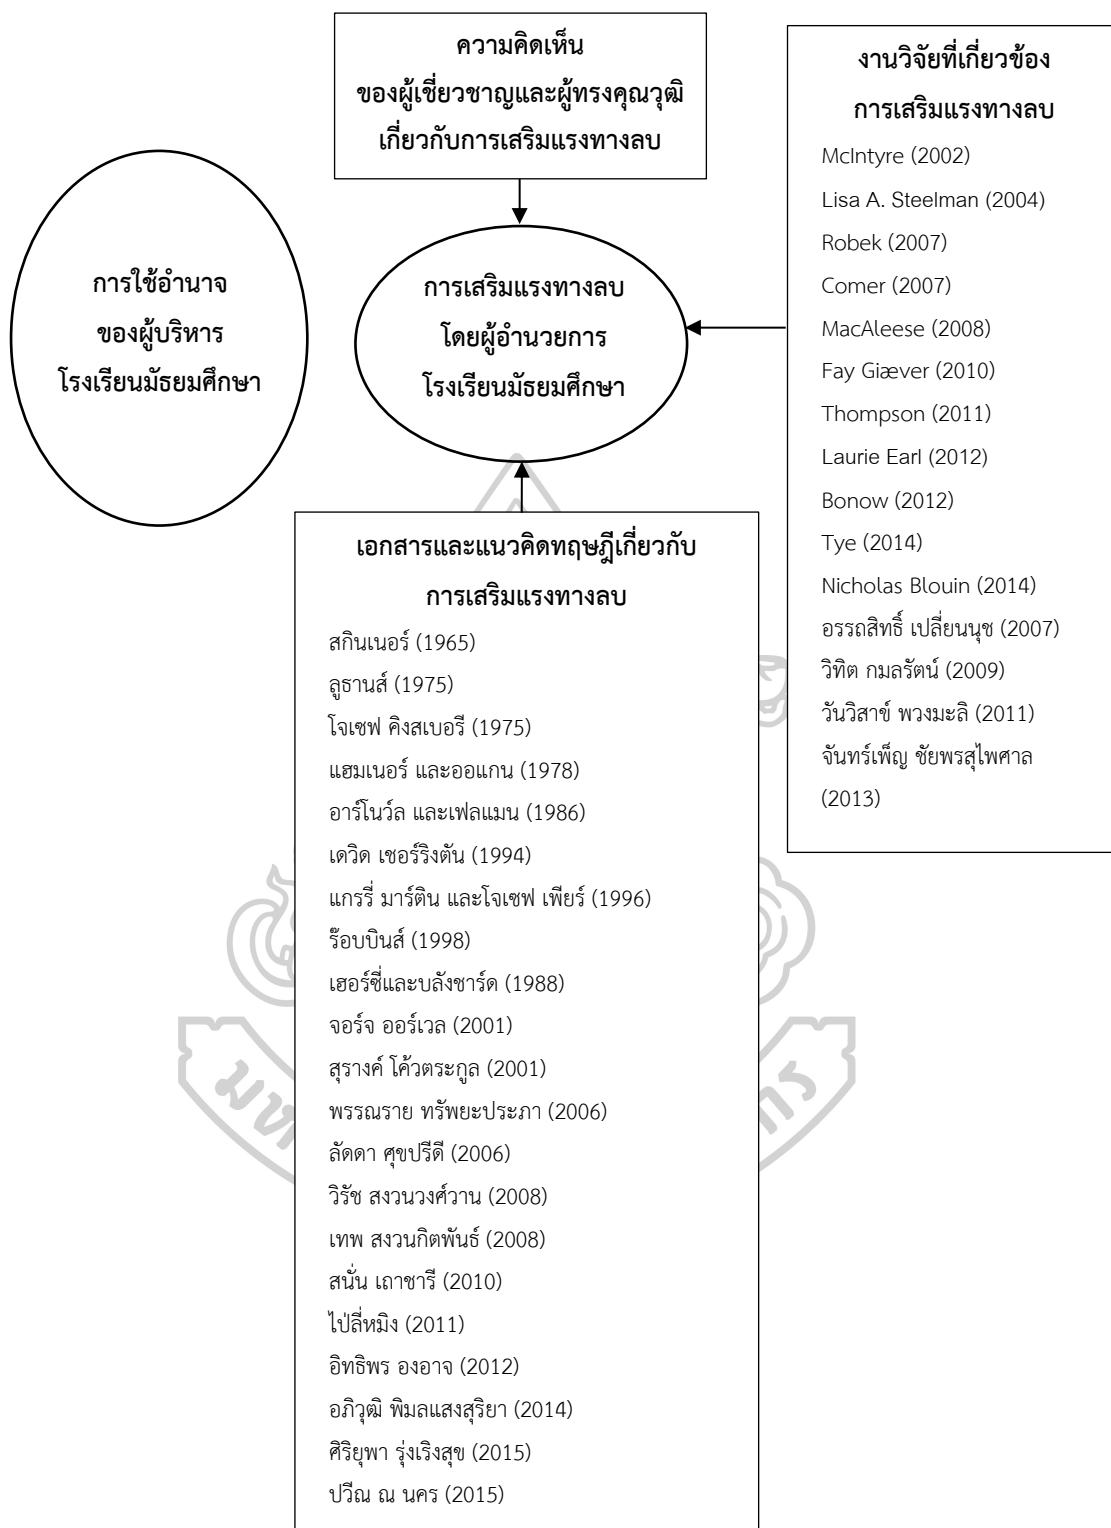 ความคิดเห็น
ของผู้เชี่ยวชาญและผู้ทรงคุณวุฒิ
เกี่ยวกับการเสริมแรงทางลบ
งานวิจัยที่เกี่ยวข้อง
การเสริมแรงทางลบ
McIntyre (2002)
Lisa A. Steelman (2004)
Robek (2007)
Comer (2007)
MacAleese (2008)
Fay Giæver (2010)
Thompson (2011)
Laurie Earl (2012)
Bonow (2012)
Tye (2014)
Nicholas Blouin (2014)
อรรถสิทธิ์ เปลี่ยนนุช (2007)
วิทิต กมลรัตน์ (2009)
วันวิสาข์ พวงมะลิ (2011)
จันทร์เพ็ญ ชัยพรสุไพศาล
(2013)
การใช้อำนาจ
ของผู้บริหาร
โรงเรียนมัธยมศึกษา
การเสริมแรงทางลบ
โดยผู้อำนวยการ
โรงเรียนมัธยมศึกษา
เอกสารและแนวคิดทฤษฎีเกี่ยวกับ
การเสริมแรงทางลบ
สกินเนอร์ (1965)
ลูธานส์ (1975)
โจเซฟ คิงสเบอรี (1975)
แฮมเนอร์ และออแกน (1978)
อาร์โนว์ล และเฟลแมน (1986)
เดวิด เชอร์ริงตัน (1994)
แกรรี่ มาร์ติน และโจเซฟ เพียร์ (1996)
ร๊อบบินส์ (1998)
เฮอร์ซี่และบลังชาร์ด (1988)
จอร์จ ออร์เวล (2001)
สุรางค์ โค้วตระกูล (2001)
พรรณราย ทรัพยะประภา (2006)
ลัดดา ศุขปรีดี (2006)
วิรัช สงวนวงศ์วาน (2008)
เทพ สงวนกิตพันธ์ (2008)
สนั่น เถาชารี (2010)
ไป่ลี่หมิง (2011)
อิทธิพร องอาจ (2012)
อภิวุฒิ พิมลแสงสุริยา (2014)
ศิริยุพา รุ่งเริงสุข (2015)
ปวีณ ณ นคร (2015)